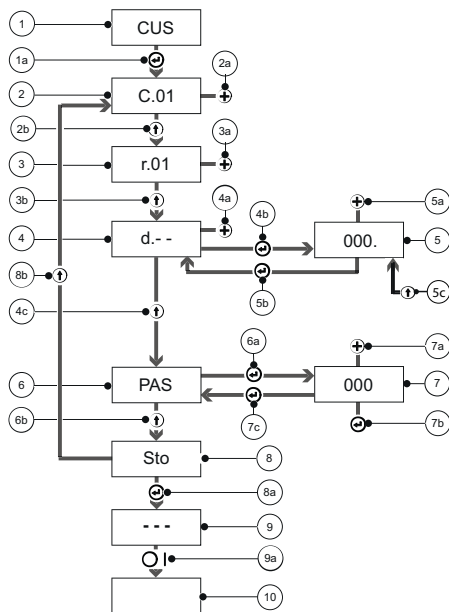 1 CUS
1a
2a
2 C.01 +
2b
3a
3 r.01 +
3b
4a
4b
5a
4 d.-- + 000. 5
8b
5b
5c
4c
6a
7a
6 PAS 000 7
6b
7c
7b
Sto 8
8a
--- 9
9a
10